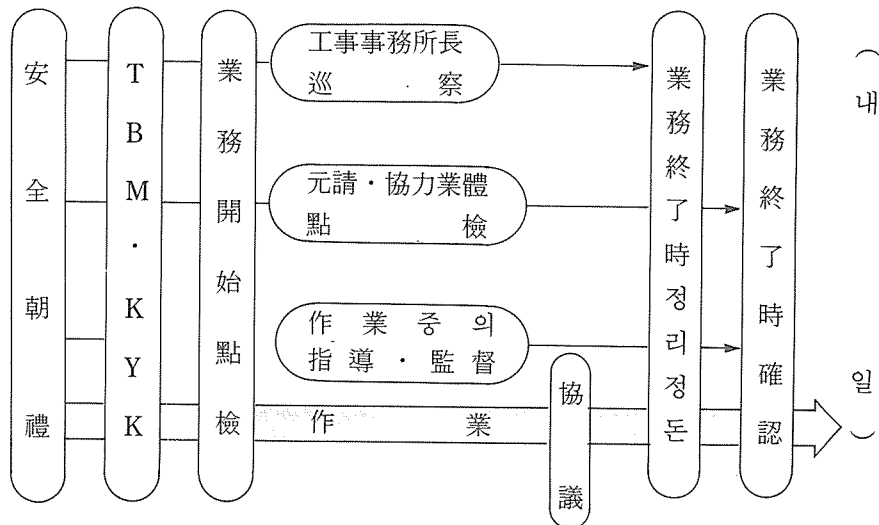 安全朝禮
TBM·KYK
業務開始點檢
工事事務所長
巡·察
元請·協力業體
點檢
作業중의
指導·監督
作業
協議
業務終了時정리정돈
業務終了時確認
(내일)